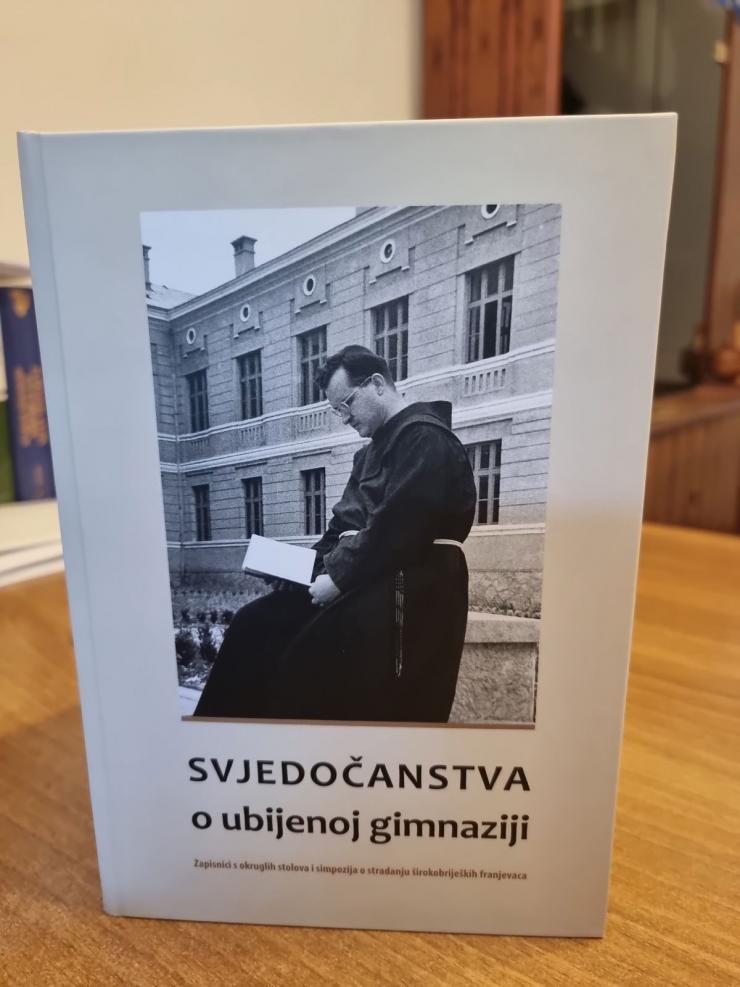 SVJEDOČANSTVA
o ubijenoj gimnaziji
Zapisnici s okruglih stolova i simpozija o stradanju širokobrijeških franjevaca